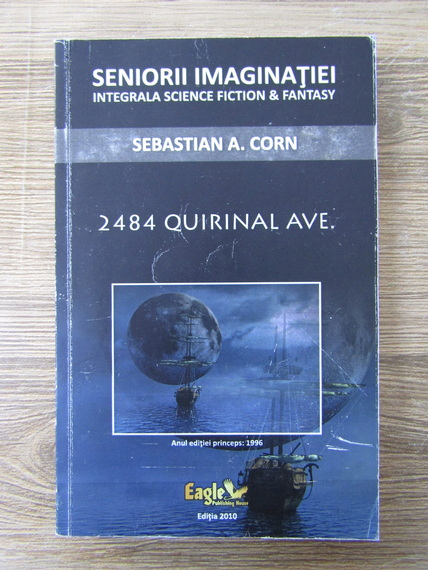 SENIORII IMAGINAŢIEI
INTEGRALA SCIENCE FICTION & FANTASY
SEBASTIAN A. CORN
2484 QUIRINAL AVE.
Anul ediţiei princeps: 1996
Eagle
Publishing House
Ediţia 2010